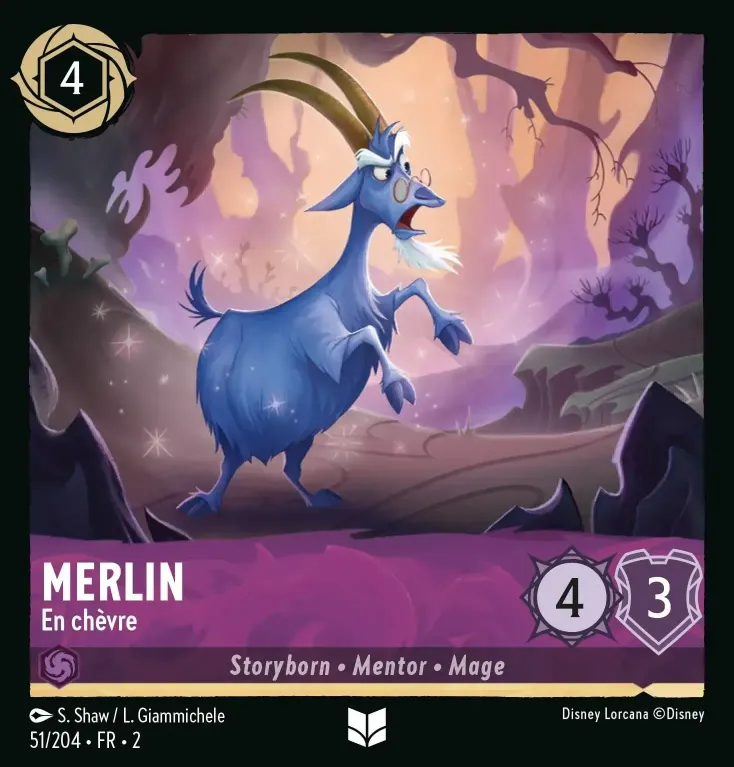 4
MERLIN
En chèvre
4
3
Storyborn • Mentor • Mage
S. Shaw / L. Giammichele
Disney Lorcana ©Disney
51/204 • FR • 2